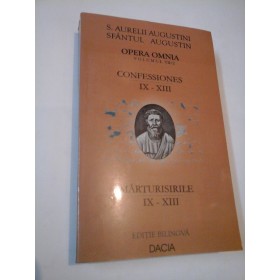 S. AURELII AUGUSTINI
SFÂNTUL AUGUSTIN
OPERA OMNIA
CONFESSIONES
IX - XIII
MĂRTURISIRILE
IX - XIII
EDIȚIE BILINGVĂ
DACIA